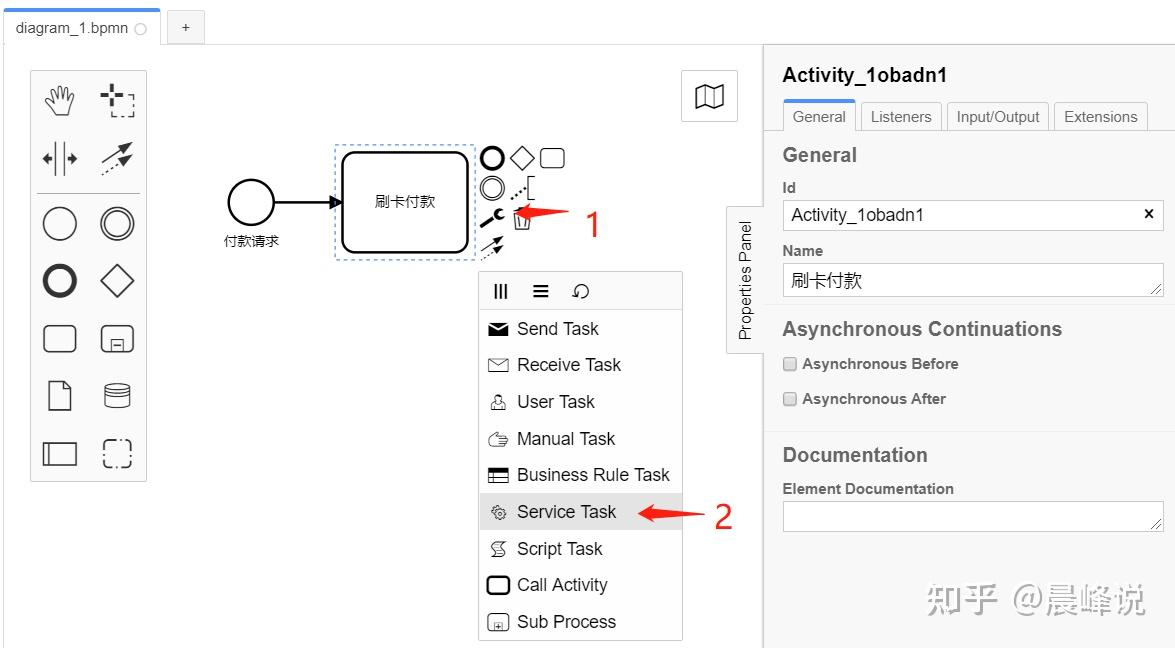 diagram_1.bpmn
+
刷卡付款
付款请求
1
Send Task
Receive Task
User Task
Manual Task
Business Rule Task
Service Task
2
Script Task
Call Activity
Sub Process
Properties Panel
Activity_1obadn1
General Listeners Input/Output Extensions
General
Id
Activity_1obadn1 ×
Name
刷卡付款
Asynchronous Continuations
Asynchronous Before
Asynchronous After
Documentation
Element Documentation
知乎 @晨峰说